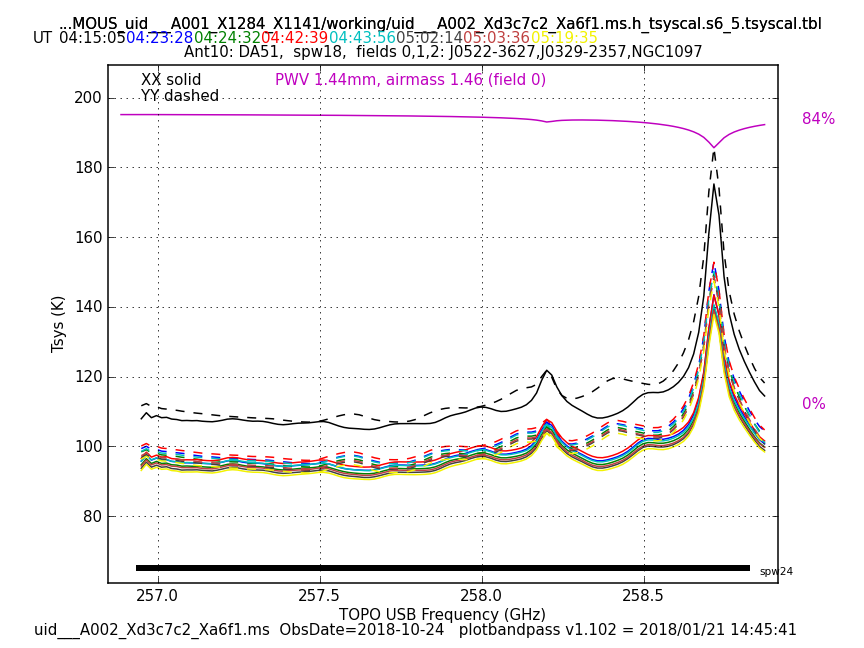 ...MOUS_uid___A001_X1284_X1141/working/uid___A002_Xd3c7c2_Xa6f1.ms.h_tsyscal.s6_5.tsyscal.tbl
UT 04:15:05 04:23:28 04:24:32 04:42:39 04:43:56 05:02:14 05:03:36 05:19:35
Ant10: DA51,  spw18,  fields 0,1,2: J0522-3627,J0329-2357,NGC1097
XX solid
PWV 1.44mm, airmass 1.46 (field 0)
YY dashed
200
84%
180
160
140
Tsys (K)
120
0%
100
80
spw24
257.0 257.5 258.0 258.5
TOPO USB Frequency (GHz)
uid___A002_Xd3c7c2_Xa6f1.ms  ObsDate=2018-10-24   plotbandpass v1.102 = 2018/01/21 14:45:41